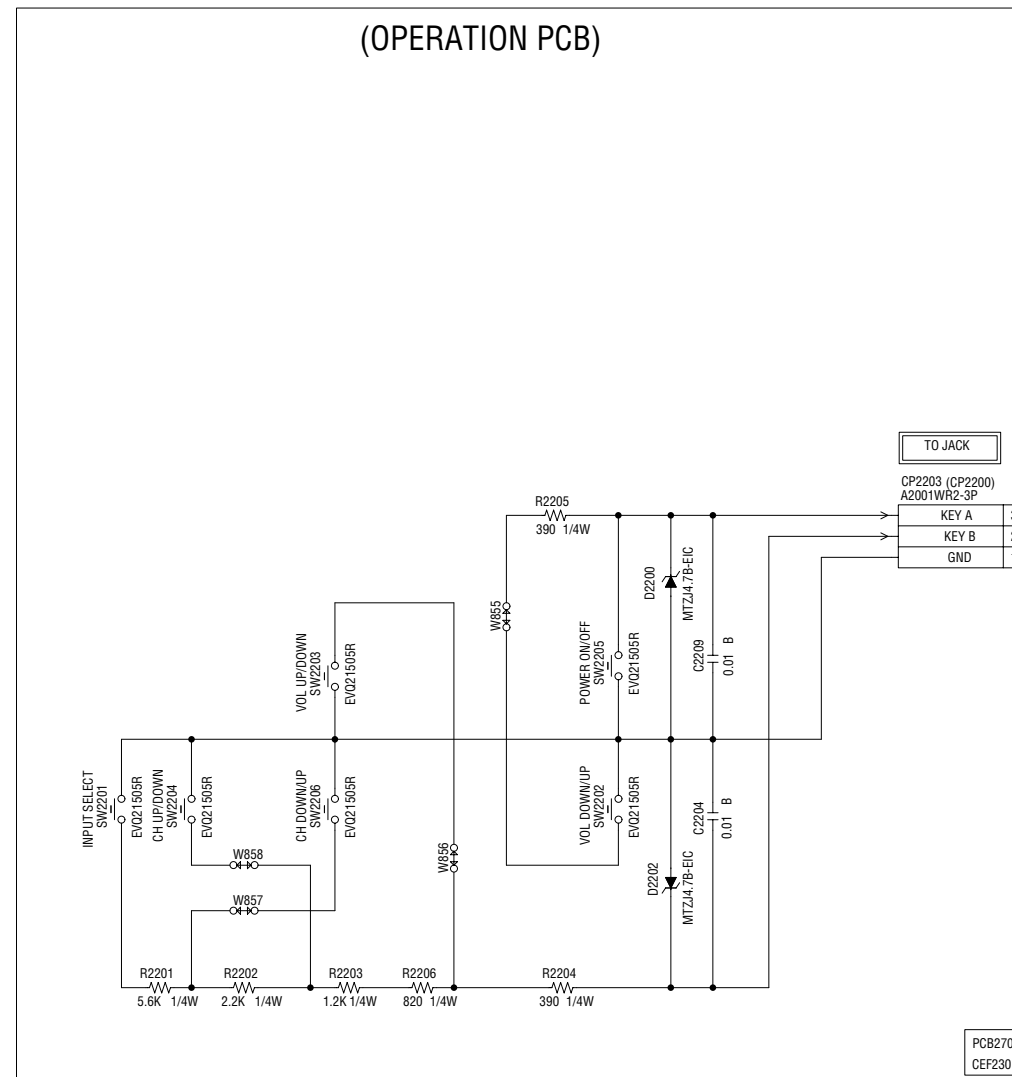 (OPERATION PCB)
TO JACK
CP2203 (CP2200)
A2001WR2-3P
KEY A
KEY B
GND
R2205
390 1/4W
W855
D2200
MTZJ4.7B-EIC
POWER ON/OFF
SW2205
EVQ21505R
C2209
0.01 B
VOL UP/DOWN
SW2203
EVQ21505R
INPUT SELECT
SW2201
EVQ21505R
CH UP/DOWN
SW2204
EVQ21505R
CH DOWN/UP
SW2206
EVQ21505R
VOL DOWN/UP
SW2202
EVQ21505R
C2204
0.01 B
W858
W856
D2202
MTZJ4.7B-EIC
W857
R2201
5.6K 1/4W
R2202
2.2K 1/4W
R2203
1.2K 1/4W
R2206
820 1/4W
R2204
390 1/4W
PCB270
CEF230